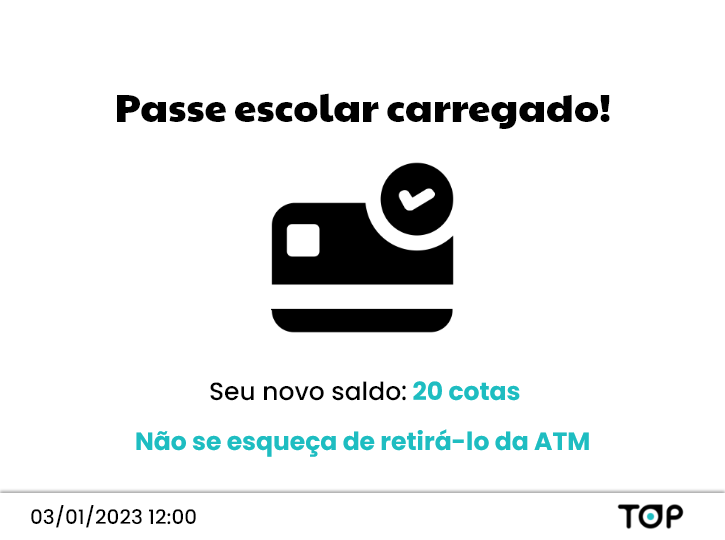 Passe escolar carregado!
Seu novo saldo: 20 cotas
Não se esqueça de retirá-lo da ATM
03/01/2023 12:00
TOP